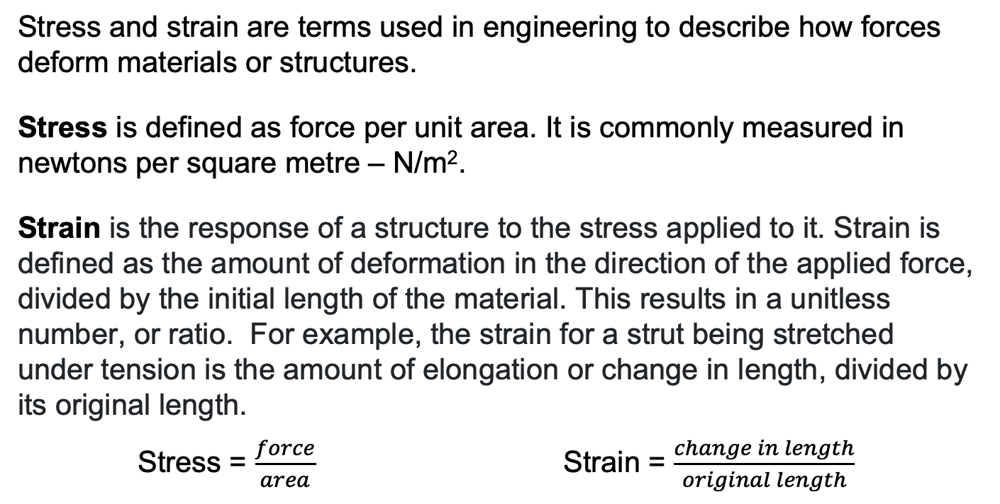 Stress and strain are terms used in engineering to describe how forces
deform materials or structures.
Stress is defined as force per unit area. It is commonly measured in
newtons per square metre – N/m².
Strain is the response of a structure to the stress applied to it. Strain is
defined as the amount of deformation in the direction of the applied force,
divided by the initial length of the material. This results in a unitless
number, or ratio.  For example, the strain for a strut being stretched
under tension is the amount of elongation or change in length, divided by
its original length.
Stress = force / area
Strain = change in length / original length